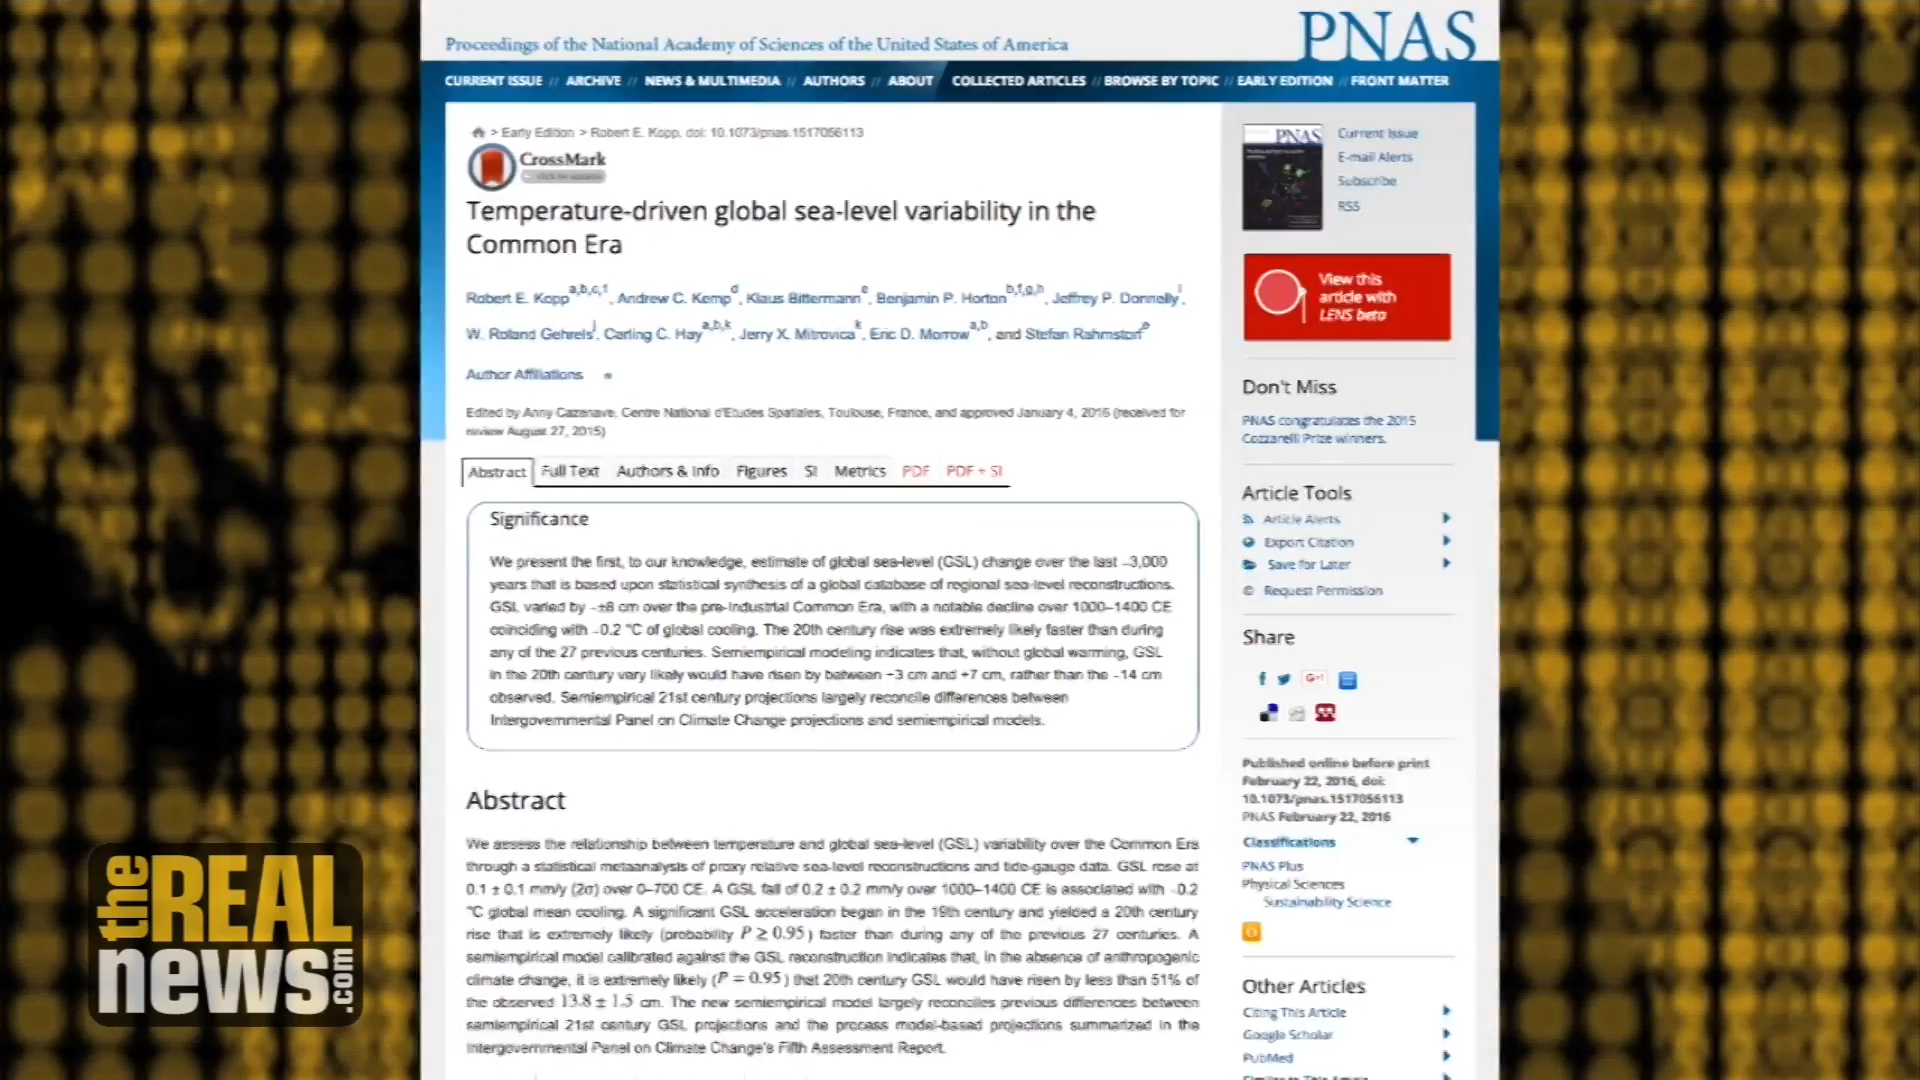 Proceedings of the National Academy of Sciences of the United States of America
PNAS
CURRENT ISSUE // ARCHIVE // NEWS & MULTIMEDIA // AUTHORS // ABOUT COLLECTED ARTICLES // BROWSE BY TOPIC // EARLY EDITION // FRONT MATTER
> Early Edition > Robert E. Kopp, doi: 10.1073/pnas.1517056113
CrossMark
Temperature-driven global sea-level variability in the
Common Era
Robert E. Kopp a,b,c,1, Andrew C. Kemp d, Klaus Bittermann e, Benjamin P. Horton b,f,g,h, Jeffrey P. Donnelly i,
W. Roland Gehrels j, Carling C. Hay a,b,k, Jerry X. Mitrovica k, Eric D. Morrow a,b, and Stefan Rahmstorf e
Author Affiliations
Edited by Anny Cazenave, Centre National d'Etudes Spatiales, Toulouse, France, and approved January 4, 2016 (received for
review August 27, 2015)
Abstract Full Text Authors & Info Figures SI Metrics PDF PDF + SI
Significance
We present the first, to our knowledge, estimate of global sea-level (GSL) change over the last ~3,000
years that is based upon statistical synthesis of a global database of regional sea-level reconstructions.
GSL varied by ~±8 cm over the pre-Industrial Common Era, with a notable decline over 1000–1400 CE
coinciding with ~0.2 °C of global cooling. The 20th century rise was extremely likely faster than during
any of the 27 previous centuries. Semiempirical modeling indicates that, without global warming, GSL
in the 20th century very likely would have risen by between −3 cm and +7 cm, rather than the ~14 cm
observed. Semiempirical 21st century projections largely reconcile differences between
Intergovernmental Panel on Climate Change projections and semiempirical models.
Abstract
We assess the relationship between temperature and global sea-level (GSL) variability over the Common Era
through a statistical metaanalysis of proxy relative sea-level reconstructions and tide-gauge data. GSL rose at
0.1 ± 0.1 mm/y (2σ) over 0–700 CE. A GSL fall of 0.2 ± 0.2 mm/y over 1000–1400 CE is associated with ~0.2
°C global mean cooling. A significant GSL acceleration began in the 19th century and yielded a 20th century
rise that is extremely likely (probability P ≥ 0.95) faster than during any of the previous 27 centuries. A
semiempirical model calibrated against the GSL reconstruction indicates that, in the absence of anthropogenic
climate change, it is extremely likely (P = 0.95) that 20th century GSL would have risen by less than 51% of
the observed 13.8 ± 1.5 cm. The new semiempirical model largely reconciles previous differences between
semiempirical 21st century GSL projections and the process model-based projections summarized in the
Intergovernmental Panel on Climate Change's Fifth Assessment Report.
PNAS
Current Issue
E-mail Alerts
Subscribe
RSS
View this
article with
LENS beta
Don't Miss
PNAS congratulates the 2015
Cozzarelli Prize winners.
Article Tools
Article Alerts
Export Citation
Save for Later
© Request Permission
Share
f
G+1
Published online before print
February 22, 2016, doi:
10.1073/pnas.1517056113
PNAS February 22, 2016
Classifications
PNAS Plus
Physical Sciences
Sustainability Science
Other Articles
Citing This Article
Google Scholar
PubMed
Similar to This Article
the REAL
news.com